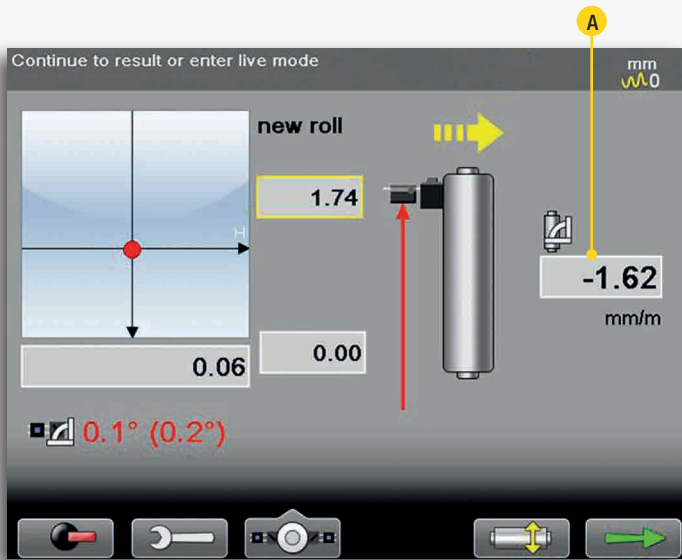 A
Continue to result or enter live mode
mm
0
new roll
1.74
H
-1.62
mm/m
0.00
0.06
0.1° (0.2°)